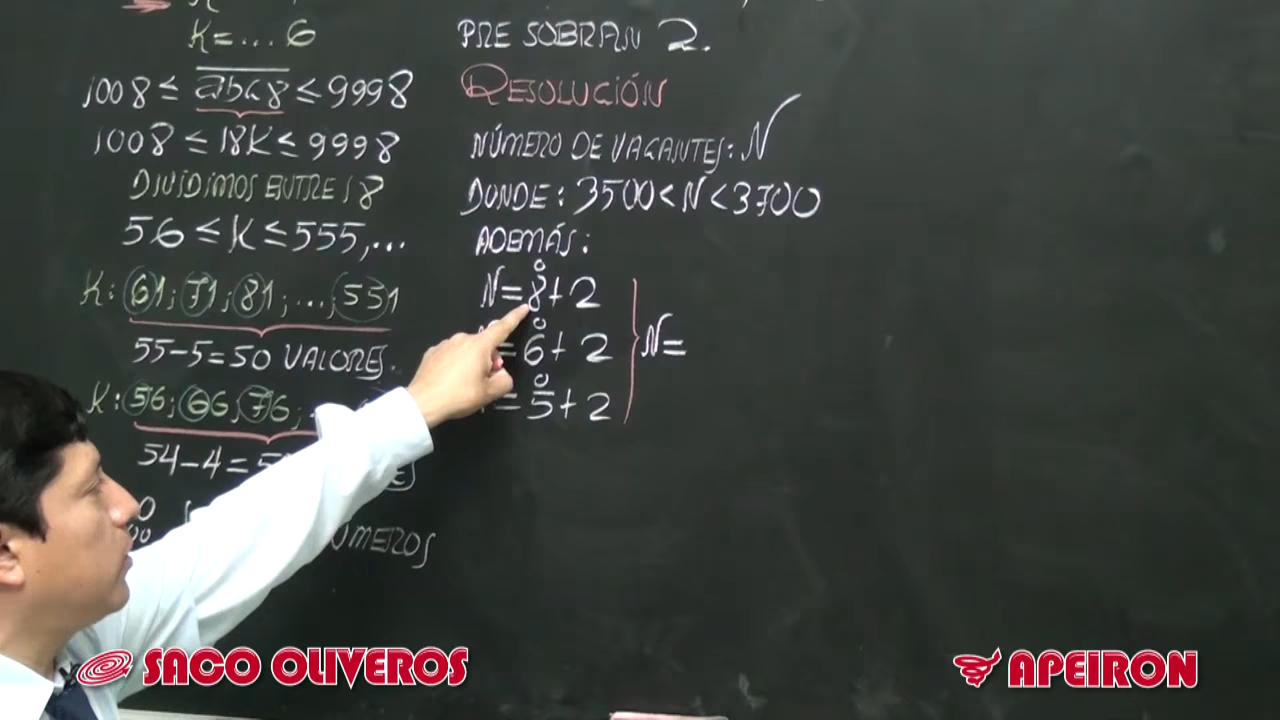 K=...6
1008 ≤ abc8 ≤ 9998
1008 ≤ 18K ≤ 9998
DIVIDIMOS ENTRE 18
56 ≤ K ≤ 555,...
K: 61; 71; 81; ...; 551
55-5=50 VALORES.
K: 56; 66; 76;
54-4=5
NÚMEROS
PRE SOBRAN 2.
RESOLUCIÓN
NÚMERO DE VACANTES: N
DONDE: 3500<N<3700
ADEMÁS:
N=8̊+2
=6̊+2
=5̊+2
N=
SACO OLIVEROS
APEIRON